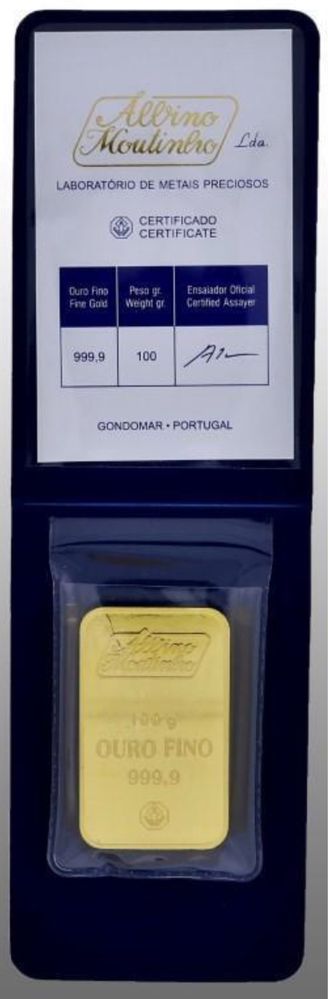 Albino
Moutinho Lda.
LABORATÓRIO DE METAIS PRECIOSOS
CERTIFICADO
CERTIFICATE
Ouro Fino Peso gr. Ensaiador Oficial
Fine Gold Weight gr. Certified Assayer
999,9 100
GONDOMAR • PORTUGAL
Albino
Moutinho
100 g
OURO FINO
999,9